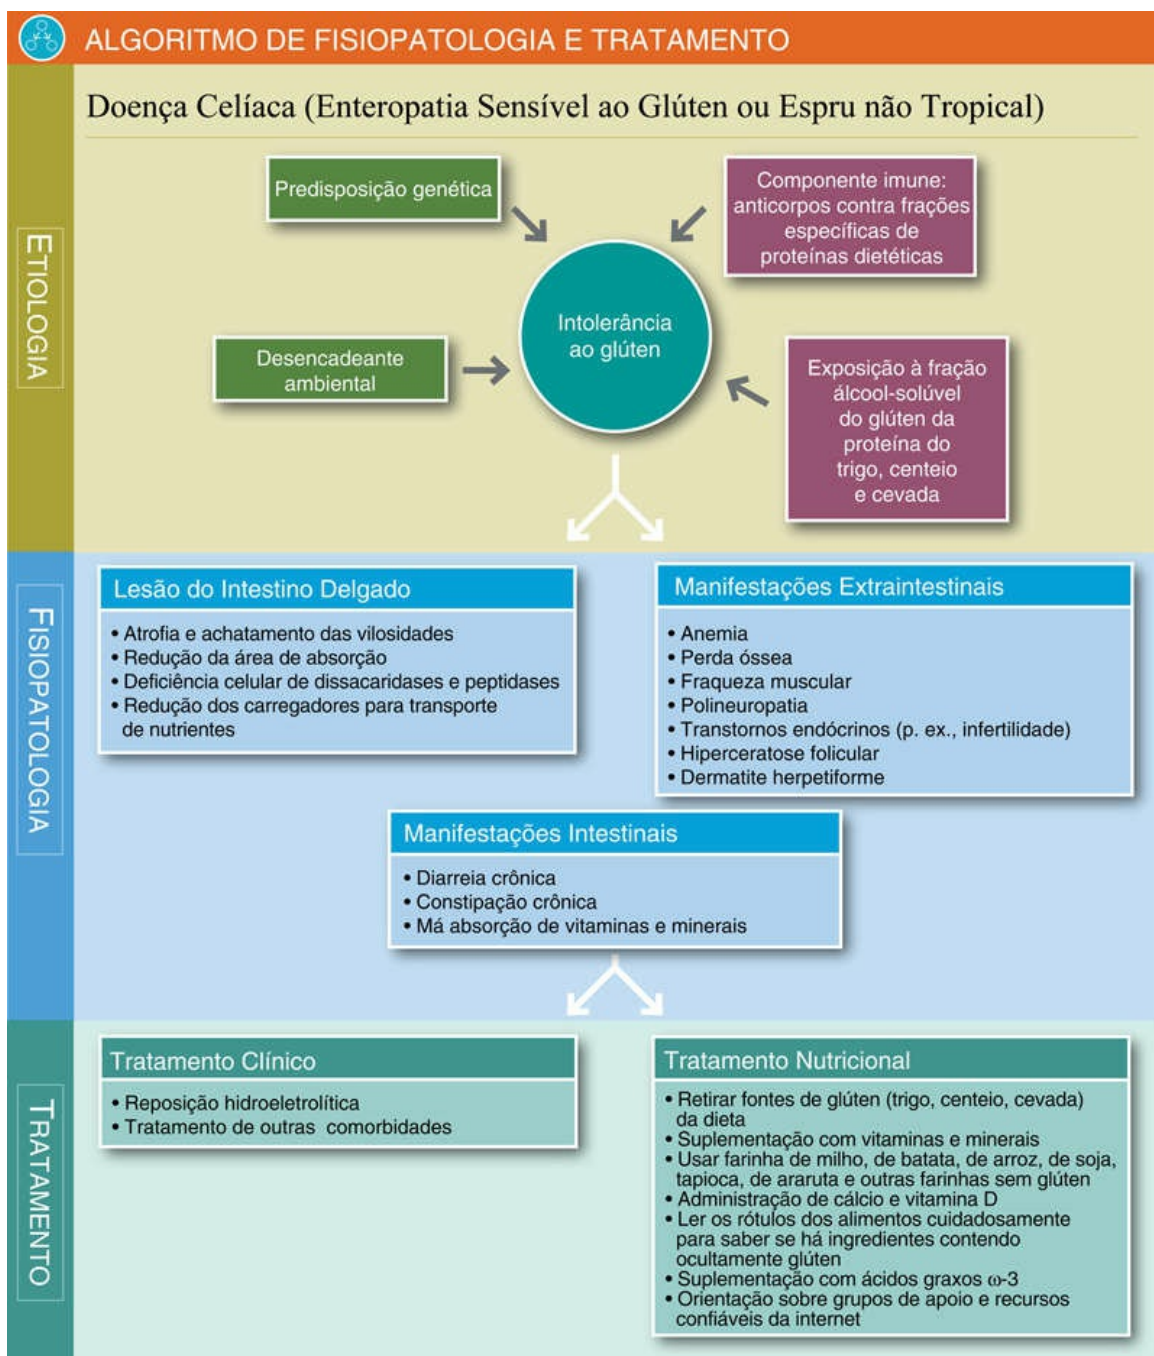 ALGORITMO DE FISIOPATOLOGIA E TRATAMENTO
Doença Celíaca (Enteropatia Sensível ao Glúten ou Espru não Tropical)
ETIOLOGIA
Predisposição genética
Componente imune:
anticorpos contra frações
específicas de
proteínas dietéticas
Intolerância
ao glúten
Desencadeante
ambiental
Exposição à fração
álcool-solúvel
do glúten da
proteína do
trigo, centeio
e cevada
FISIOPATOLOGIA
Lesão do Intestino Delgado
• Atrofia e achatamento das vilosidades
• Redução da área de absorção
• Deficiência celular de dissacaridases e peptidases
• Redução dos carregadores para transporte
de nutrientes
Manifestações Extraintestinais
• Anemia
• Perda óssea
• Fraqueza muscular
• Polineuropatia
• Transtornos endócrinos (p. ex., infertilidade)
• Hiperceratose folicular
• Dermatite herpetiforme
Manifestações Intestinais
• Diarreia crônica
• Constipação crônica
• Má absorção de vitaminas e minerais
TRATAMENTO
Tratamento Clínico
• Reposição hidroeletrolítica
• Tratamento de outras comorbidades
Tratamento Nutricional
• Retirar fontes de glúten (trigo, centeio, cevada)
da dieta
• Suplementação com vitaminas e minerais
• Usar farinha de milho, de batata, de arroz, de soja,
tapioca, de araruta e outras farinhas sem glúten
• Administração de cálcio e vitamina D
• Ler os rótulos dos alimentos cuidadosamente
para saber se há ingredientes contendo
ocultamente glúten
• Suplementação com ácidos graxos ω-3
• Orientação sobre grupos de apoio e recursos
confiáveis da internet